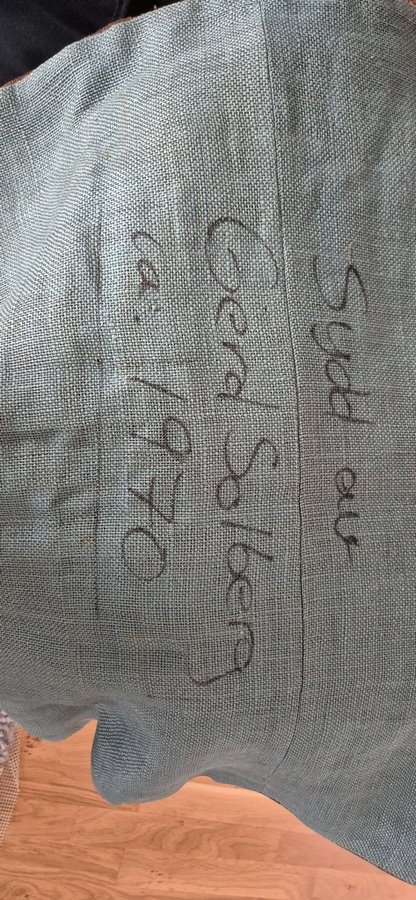 Sydd av
Gerd Solberg
ca: 1970